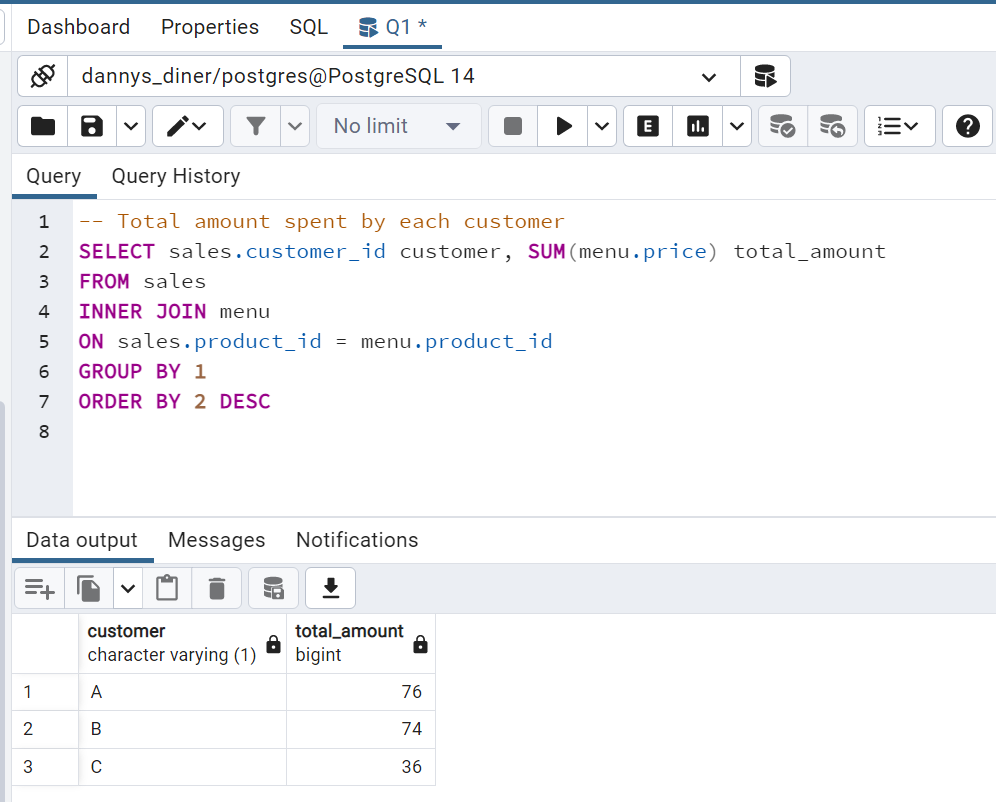 Dashboard Properties SQL Q1 *
dannys_diner/postgres@PostgreSQL 14
No limit E
Query Query History
1 -- Total amount spent by each customer
2 SELECT sales.customer_id customer, SUM(menu.price) total_amount
3 FROM sales
4 INNER JOIN menu
5 ON sales.product_id = menu.product_id
6 GROUP BY 1
7 ORDER BY 2 DESC
8
Data output Messages Notifications
customer total_amount
character varying (1) bigint
1 A 76
2 B 74
3 C 36